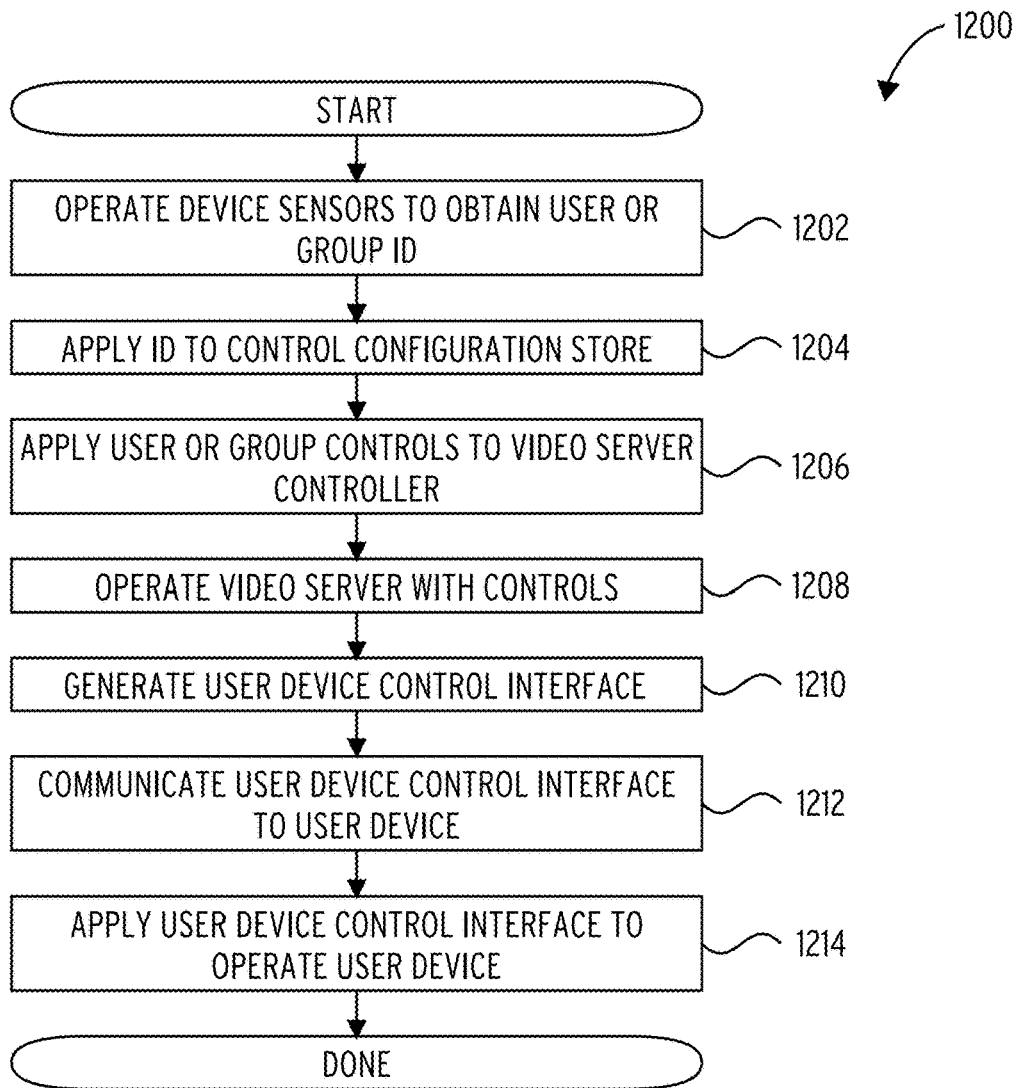 1200
START
OPERATE DEVICE SENSORS TO OBTAIN USER OR
GROUP ID
1202
APPLY ID TO CONTROL CONFIGURATION STORE
1204
APPLY USER OR GROUP CONTROLS TO VIDEO SERVER
CONTROLLER
1206
OPERATE VIDEO SERVER WITH CONTROLS
1208
GENERATE USER DEVICE CONTROL INTERFACE
1210
COMMUNICATE USER DEVICE CONTROL INTERFACE
TO USER DEVICE
1212
APPLY USER DEVICE CONTROL INTERFACE TO
OPERATE USER DEVICE
1214
DONE